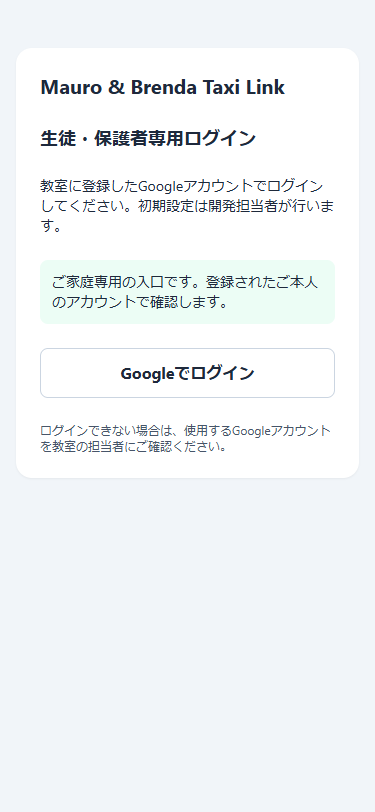 Mauro & Brenda Taxi Link
生徒・保護者専用ログイン
教室に登録したGoogleアカウントでログイン
してください。初期設定は開発担当者が行いま
す。
ご家庭専用の入口です。登録されたご本人
のアカウントで確認します。
Googleでログイン
ログインできない場合は、使用するGoogleアカウント
を教室の担当者にご確認ください。